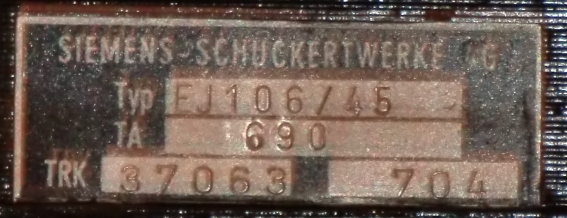 SIEMENS-SCHUCKERTWERKE AG
Typ EJ106/45
TA 690
TRK 37063 704